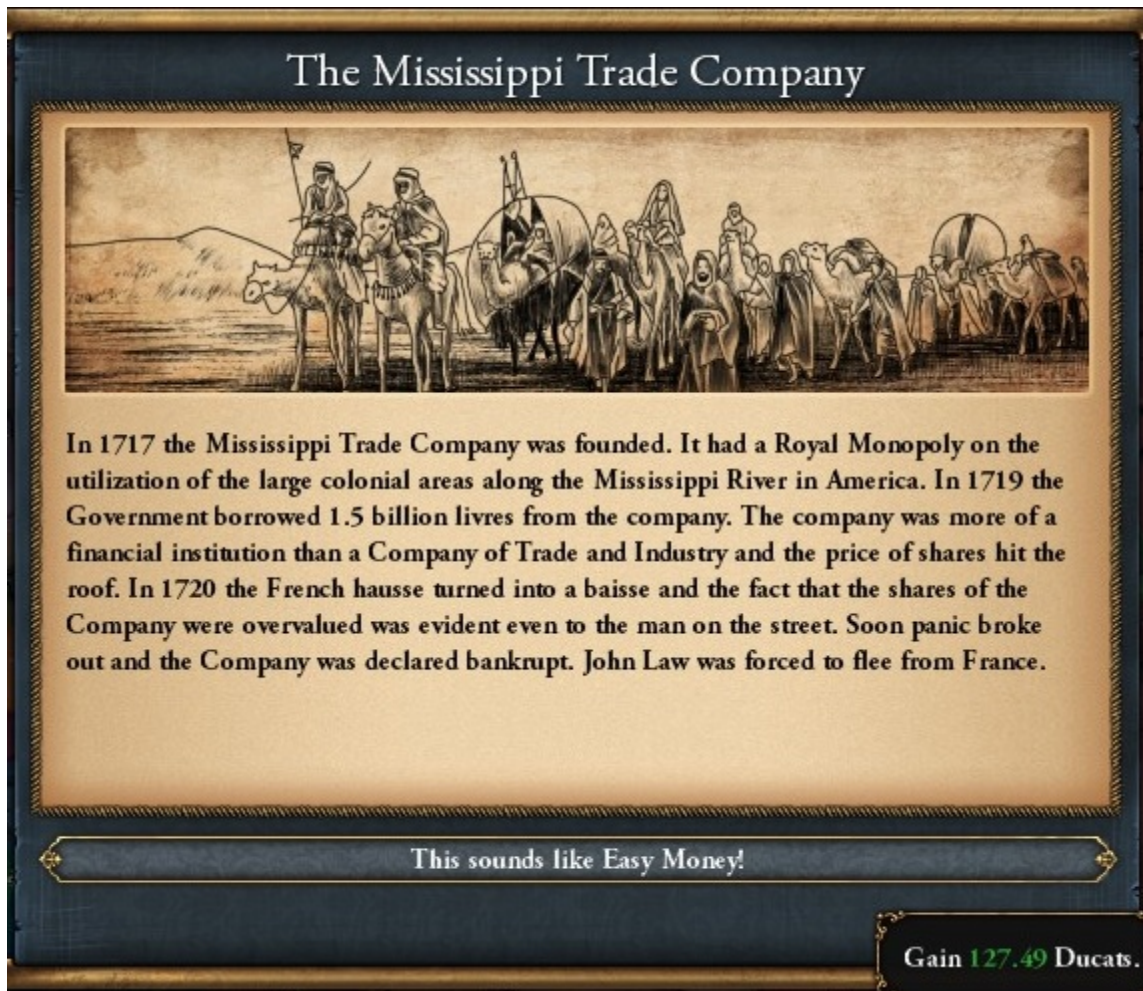 The Mississippi Trade Company
In 1717 the Mississippi Trade Company was founded. It had a Royal Monopoly on the
utilization of the large colonial areas along the Mississippi River in America. In 1719 the
Government borrowed 1.5 billion livres from the company. The company was more of a
financial institution than a Company of Trade and Industry and the price of shares hit the
roof. In 1720 the French hausse turned into a baisse and the fact that the shares of the
Company were overvalued was evident even to the man on the street. Soon panic broke
out and the Company was declared bankrupt. John Law was forced to flee from France.
This sounds like Easy Money!
Gain 127.49 Ducats.